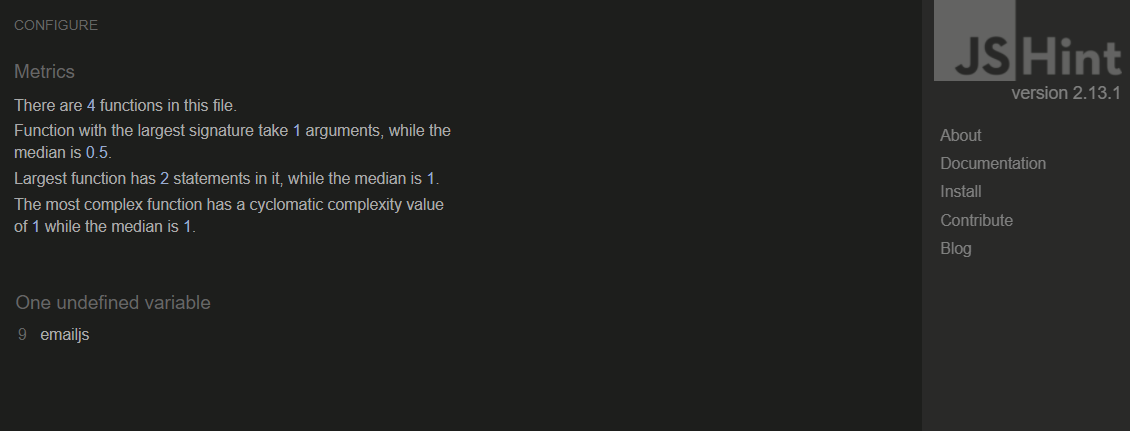 CONFIGURE
Metrics
There are 4 functions in this file.
Function with the largest signature take 1 arguments, while the
median is 0.5.
Largest function has 2 statements in it, while the median is 1.
The most complex function has a cyclomatic complexity value
of 1 while the median is 1.
One undefined variable
9 emailjs
JSHint
version 2.13.1
About
Documentation
Install
Contribute
Blog